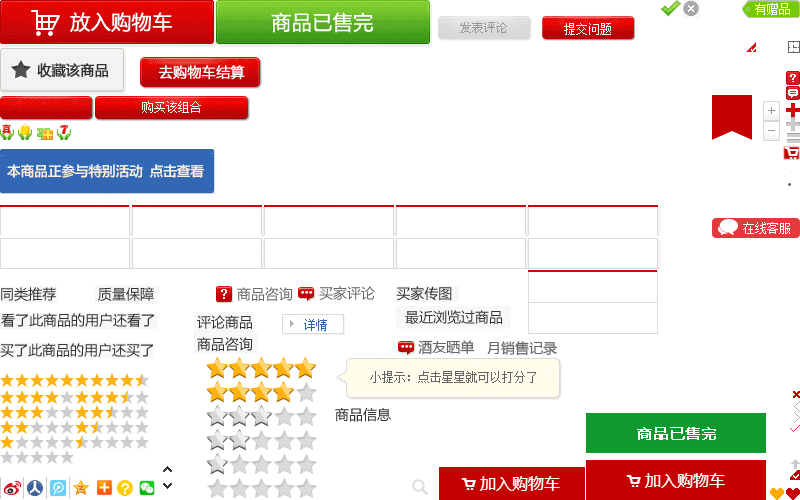 放入购物车
商品已售完
发表评论
提交问题
有赠品
收藏该商品
去购物车结算
购买该组合
真
7
本商品正参与特别活动 点击查看
在线客服
同类推荐
质量保障
? 商品咨询
买家评论
买家传图
看了此商品的用户还看了
评论商品
详情
最近浏览过商品
商品咨询
买了此商品的用户还买了
酒友晒单
月销售记录
小提示：点击星星就可以打分了
商品信息
商品已售完
加入购物车
加入购物车